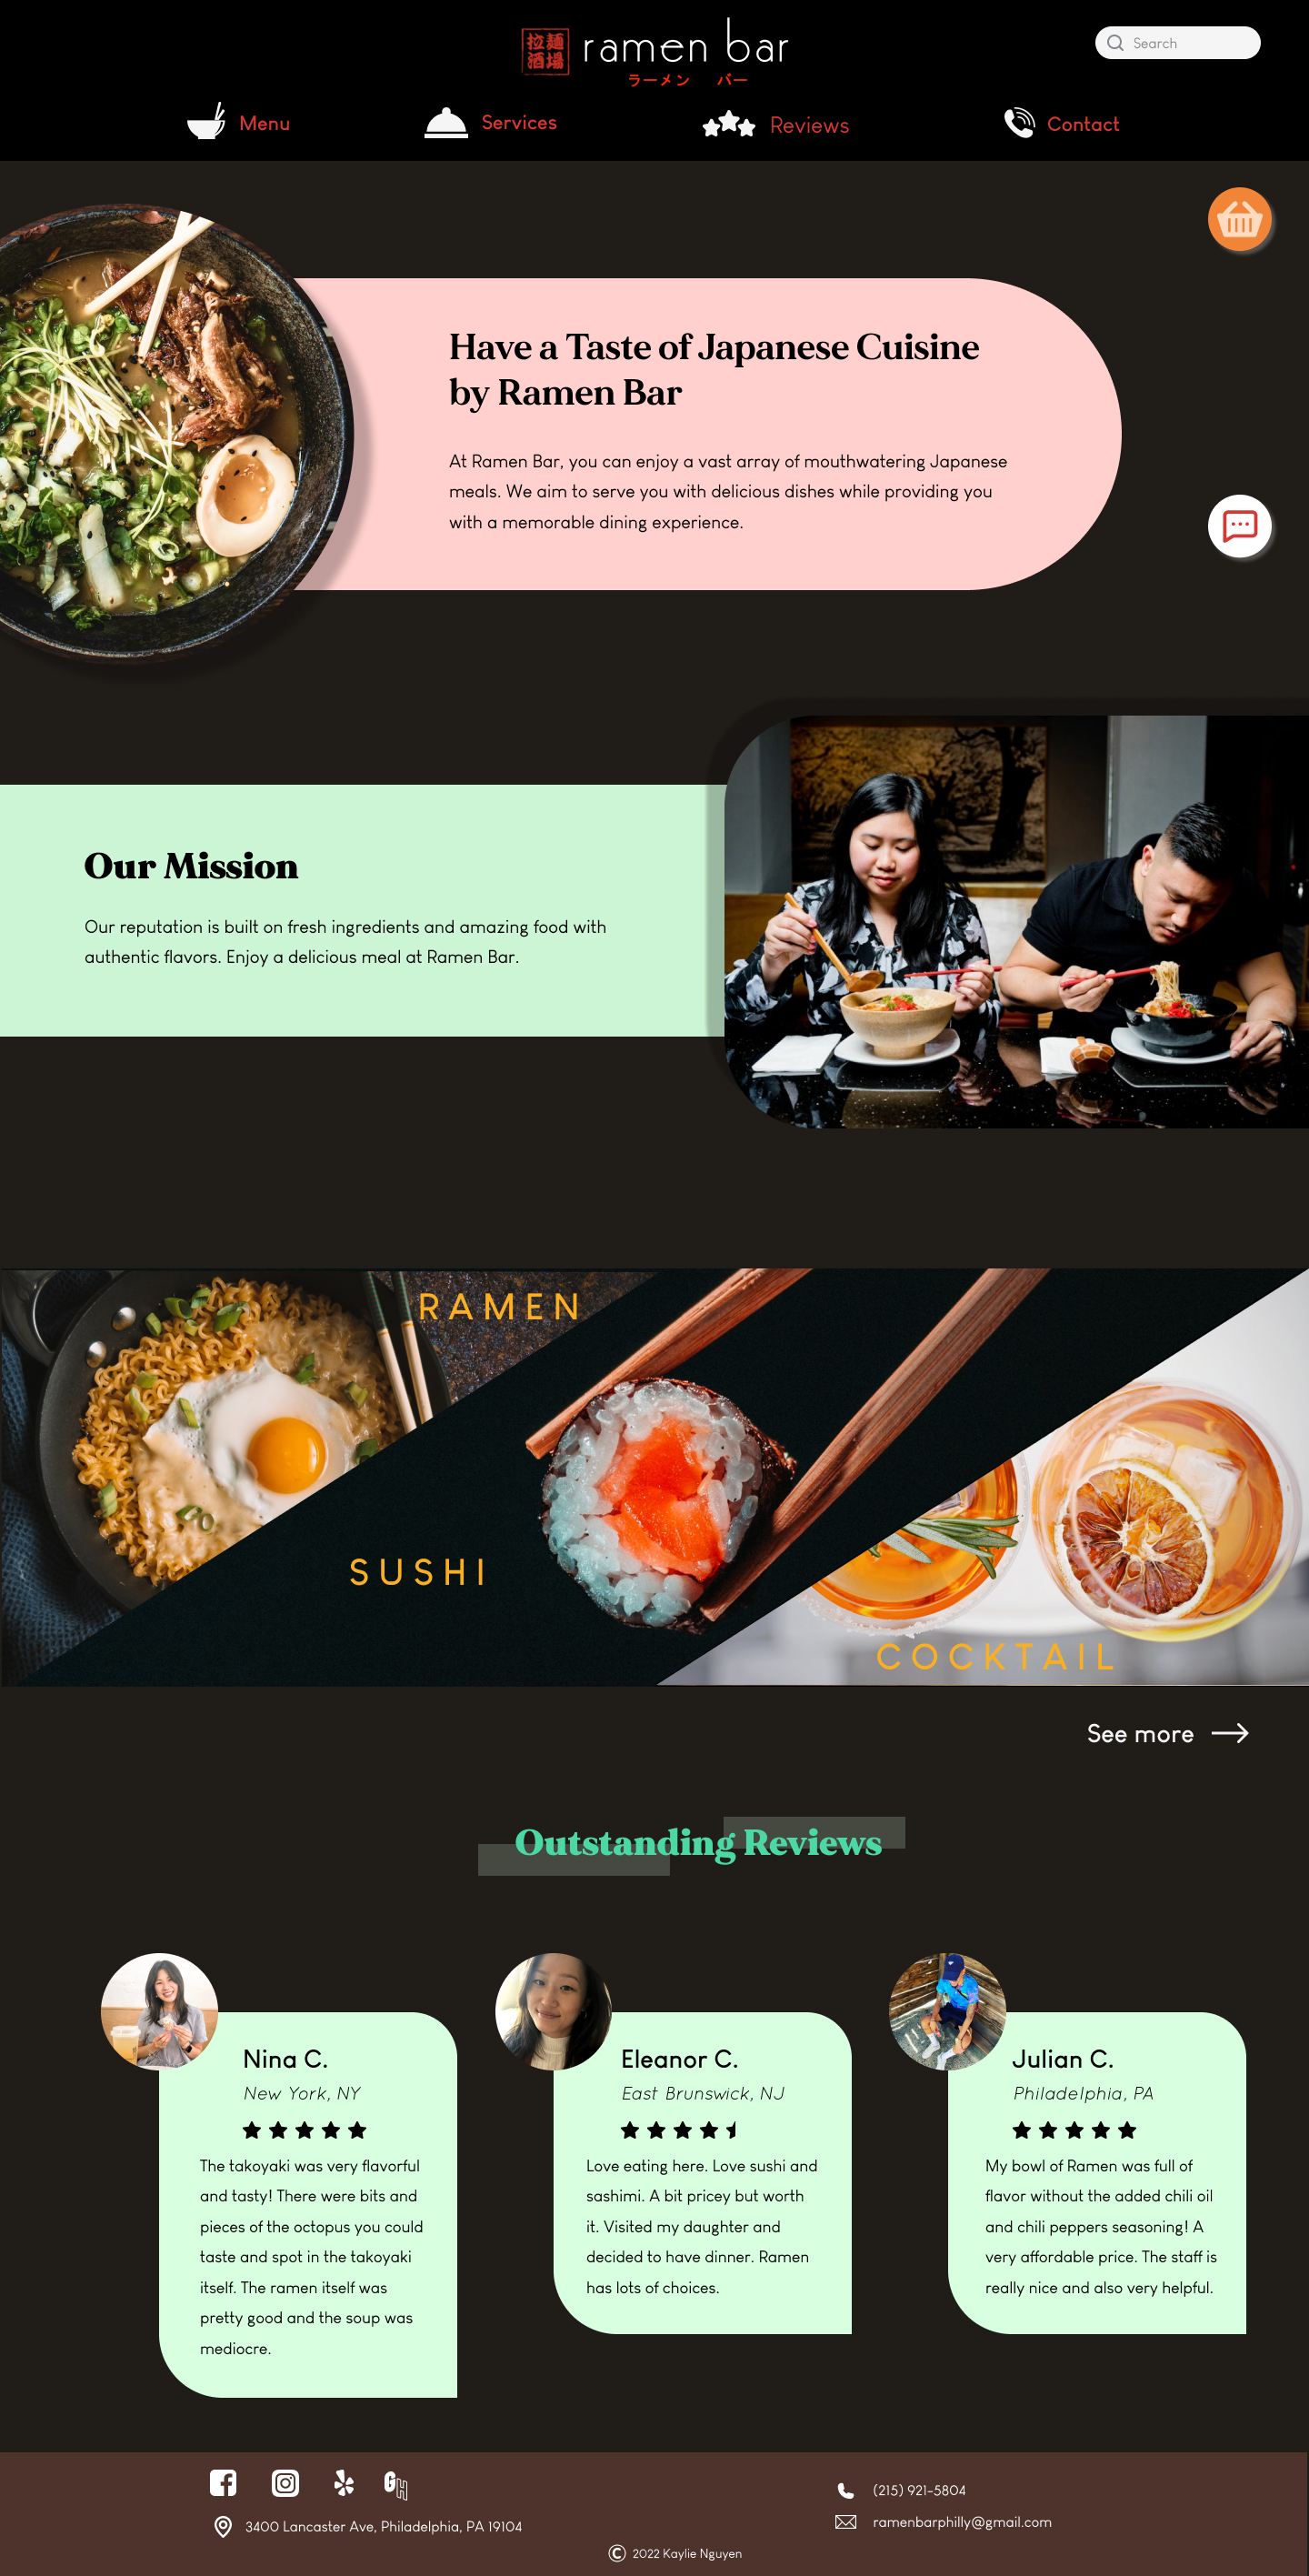 拉麺
酒場
ramen bar
ラーメン バー
Search
Menu
Services
Reviews
Contact
Have a Taste of Japanese Cuisine
by Ramen Bar
At Ramen Bar, you can enjoy a vast array of mouthwatering Japanese
meals. We aim to serve you with delicious dishes while providing you
with a memorable dining experience.
Our Mission
Our reputation is built on fresh ingredients and amazing food with
authentic flavors. Enjoy a delicious meal at Ramen Bar.
RAMEN
SUSHI
COCKTAIL
See more
Outstanding Reviews
Nina C.
New York, NY
The takoyaki was very flavorful
and tasty! There were bits and
pieces of the octopus you could
taste and spot in the takoyaki
itself. The ramen itself was
pretty good and the soup was
mediocre.
Eleanor C.
East Brunswick, NJ
Love eating here. Love sushi and
sashimi. A bit pricey but worth
it. Visited my daughter and
decided to have dinner. Ramen
has lots of choices.
Julian C.
Philadelphia, PA
My bowl of Ramen was full of
flavor without the added chili oil
and chili peppers seasoning! A
very affordable price. The staff is
really nice and also very helpful.
GH
3400 Lancaster Ave, Philadelphia, PA 19104
(215) 921-5804
ramenbarphilly@gmail.com
© 2022 Kaylie Nguyen